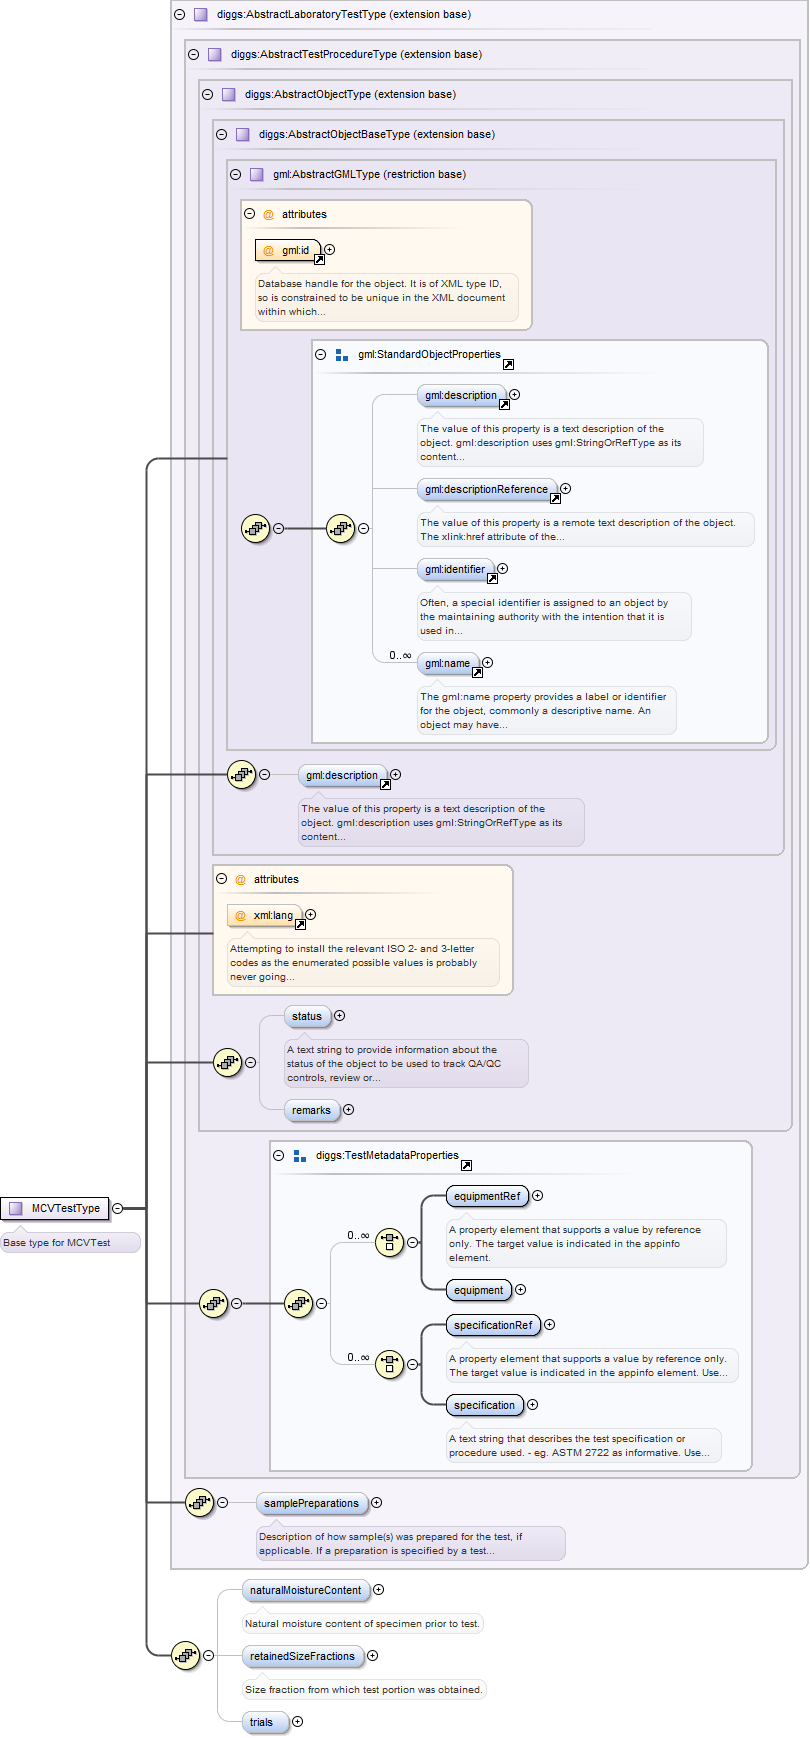 diggs:AbstractLaboratoryTestType (extension base)
diggs:AbstractTestProcedureType (extension base)
diggs:AbstractObjectType (extension base)
diggs:AbstractObjectBaseType (extension base)
gml:AbstractGMLType (restriction base)
@ attributes
@ gml:id
Database handle for the object. It is of XML type ID,
so is constrained to be unique in the XML document
within which...
gml:StandardObjectProperties
gml:description
The value of this property is a text description of the
object. gml:description uses gml:StringOrRefType as its
content...
gml:descriptionReference
The value of this property is a remote text description of the object.
The xlink:href attribute of the...
gml:identifier
Often, a special identifier is assigned to an object by
the maintaining authority with the intention that it is
used in...
0..∞
gml:name
The gml:name property provides a label or identifier
for the object, commonly a descriptive name. An
object may have...
gml:description
The value of this property is a text description of the
object. gml:description uses gml:StringOrRefType as its
content...
@ attributes
@ xml:lang
Attempting to install the relevant ISO 2- and 3-letter
codes as the enumerated possible values is probably
never going...
status
A text string to provide information about the
status of the object to be used to track QA/QC
controls, review or...
remarks
diggs:TestMetadataProperties
equipmentRef
A property element that supports a value by reference
only. The target value is indicated in the appinfo
element.
0..∞
equipment
specificationRef
A property element that supports a value by reference only.
The target value is indicated in the appinfo element. Use...
0..∞
specification
A text string that describes the test specification or
procedure used. - eg. ASTM 2722 as informative. Use...
MCVTestType
Base type for MCVTest
samplePreparations
Description of how sample(s) was prepared for the test, if
applicable. If a preparation is specified by a test...
naturalMoistureContent
Natural moisture content of specimen prior to test.
retainedSizeFractions
Size fraction from which test portion was obtained.
trials